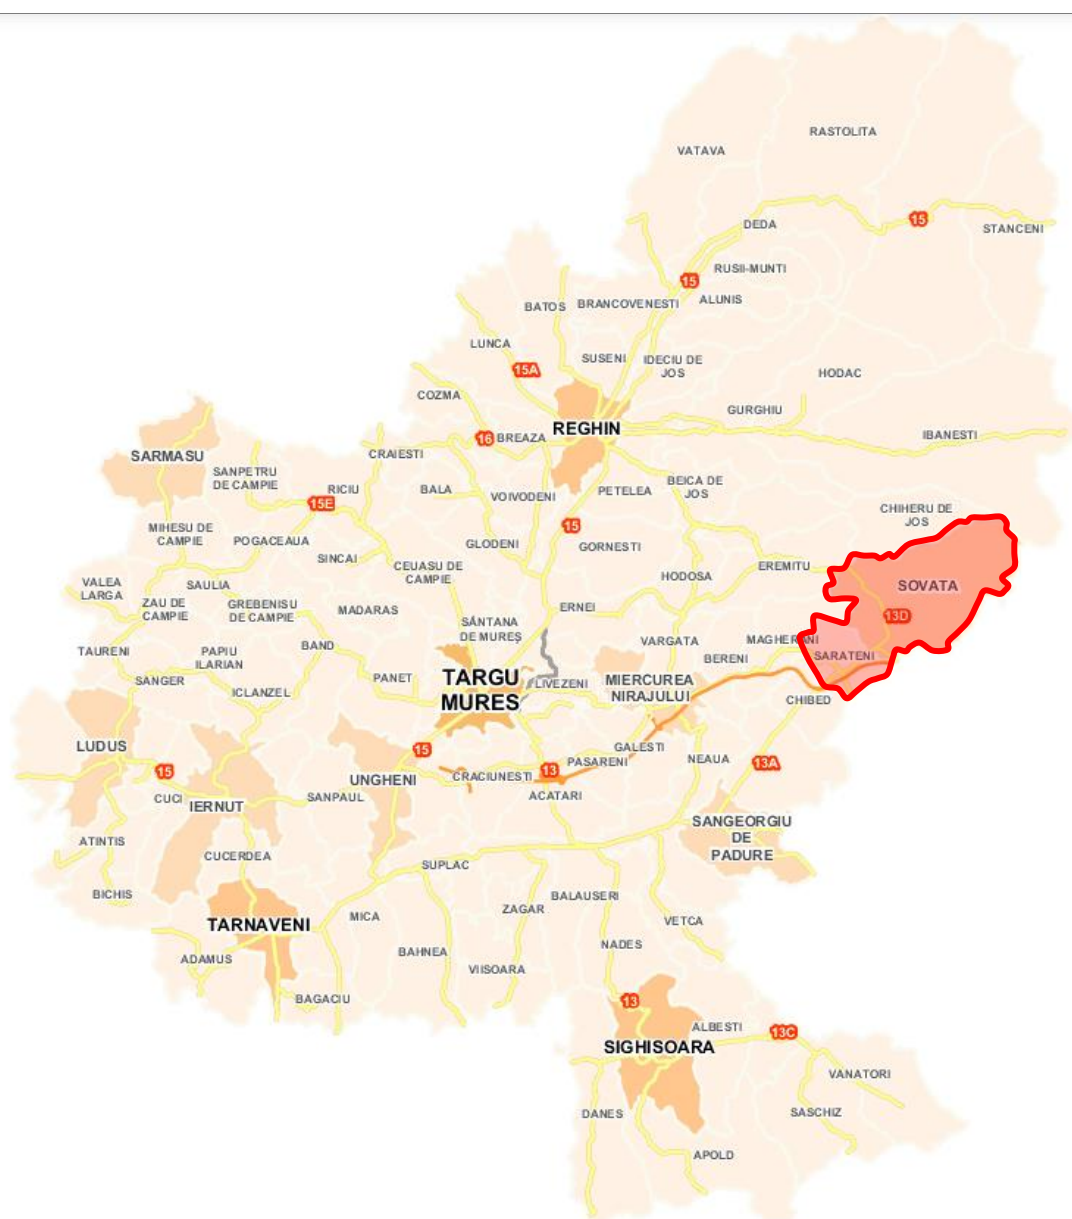 RASTOLITA
VATAVA
15
DEDA
STANCENI
RUSII-MUNTI
15
ALUNIS
BATOS
BRANCOVENESTI
LUNCA
SUSENI
IDECIU DE
JOS
15A
HODAC
COZMA
GURGHIU
REGHIN
IBANESTI
16
BREAZA
CRAIESTI
SARMASU
SANPETRU
DE CAMPIE
RICIU
BALA
VOIVODENI
PETELEA
BEICA DE
JOS
15E
CHIHERU DE
JOS
MIHESU DE
CAMPIE
POGACEAUA
15
GLODENI
GORNESTI
SINCAI
CEUASU DE
CAMPIE
HODOSA
EREMITU
SOVATA
VALEA
LARGA
SAULIA
ZAU DE
CAMPIE
GREBENISU
DE CAMPIE
MADARAS
ERNEI
13D
SÂNTANA
DE MUREȘ
TAURENI
PAPIU
ILARIAN
BAND
VARGATA
MAGHERANI
BERENI
SARATENI
SANGER
ICLANZEL
PANET
TARGU
MURES
LIVEZENI
MIERCUREA
NIRAJULUI
CHIBED
LUDUS
15
GALESTI
NEAUA
13A
15
UNGHENI
CRACIUNESTI
13
PASARENI
CUCI
IERNUT
SANPAUL
ACATARI
SANGEORGIU
DE
PADURE
ATINTIS
CUCERDEA
SUPLAC
BICHIS
BALAUSERI
ZAGAR
TARNAVENI
MICA
VETCA
ADAMUS
BAHNEA
NADES
VIISOARA
BAGACIU
13
ALBESTI
13C
SIGHISOARA
VANATORI
DANES
SASCHIZ
APOLD